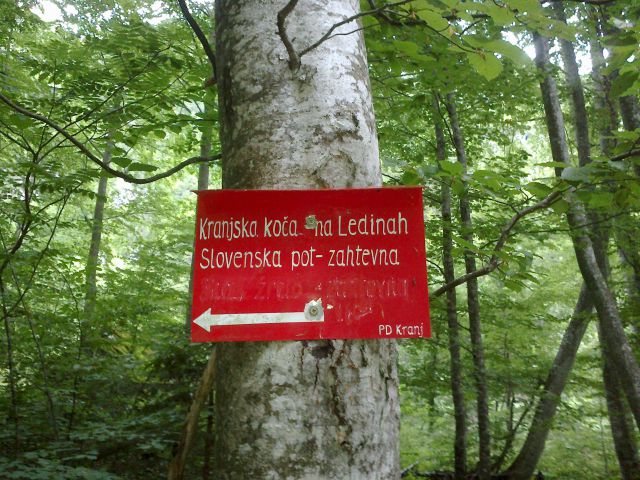 Kranjska koča na Ledinah
Slovenska pot - zahtevna
PD Kranj